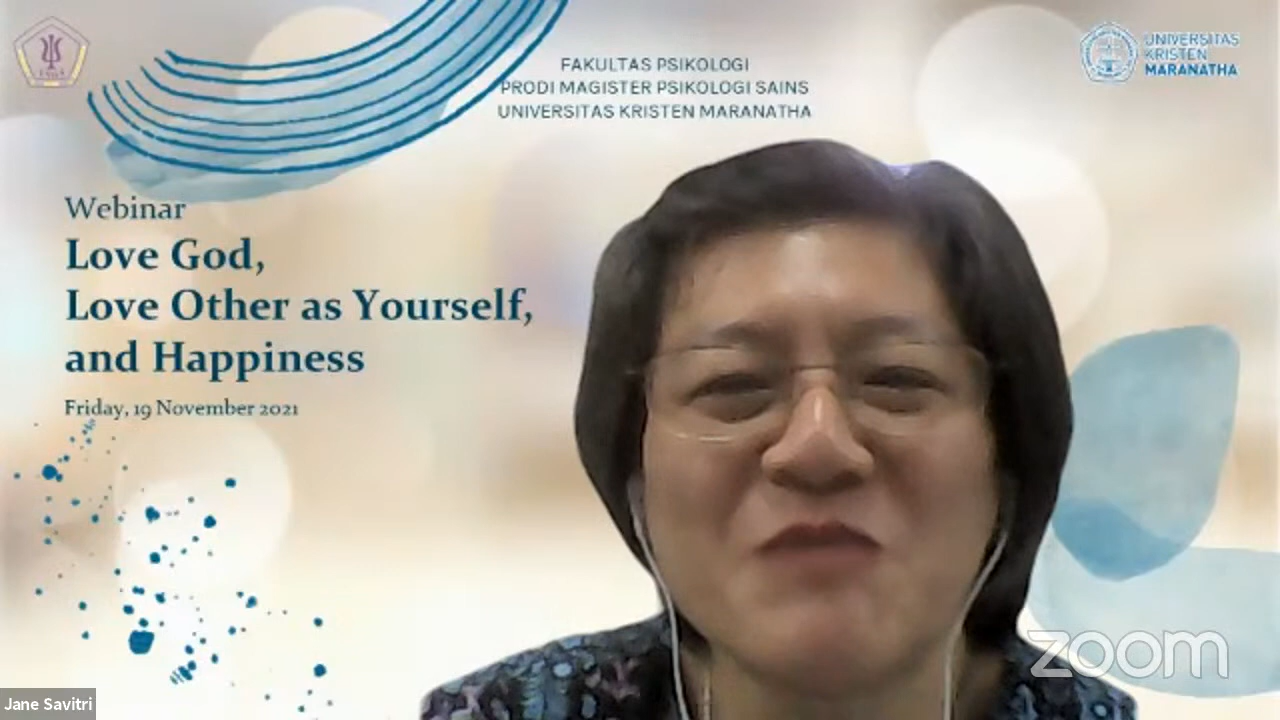 FAKULTAS PSIKOLOGI
PRODI MAGISTER PSIKOLOGI SAINS
UNIVERSITAS KRISTEN MARANATHA
UNIVERSITAS
KRISTEN
MARANATHA
Webinar
Love God,
Love Other as Yourself,
and Happiness
Friday, 19 November 2021
zoom
Jane Savitri